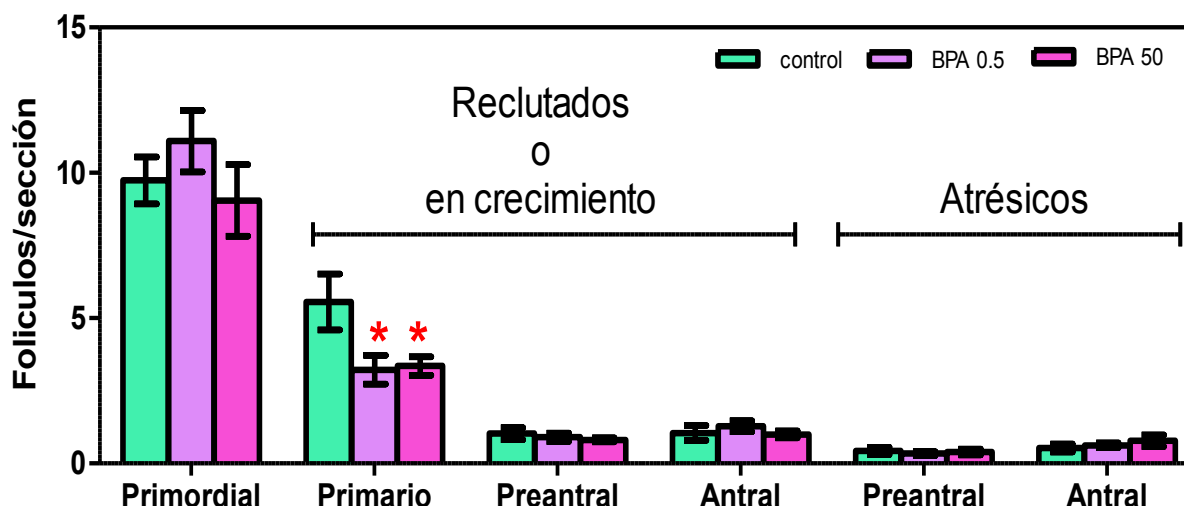 15
control BPA 0.5 BPA 50
Reclutados
o
en crecimiento
Atrésicos
10
Foliculos/sección
5
* *
0
Primordial Primario Preantral Antral Preantral Antral